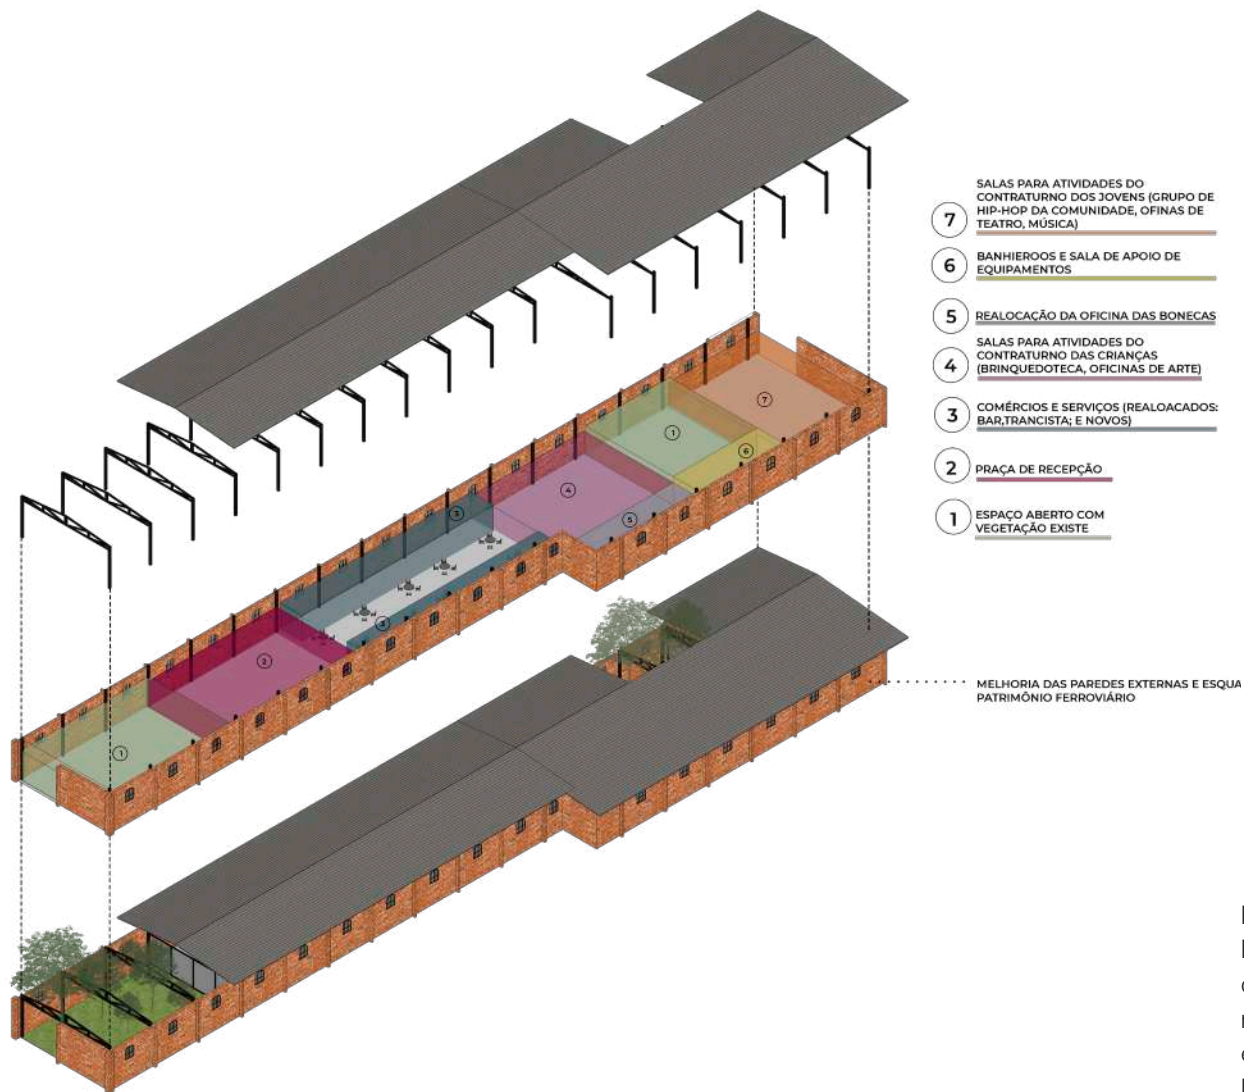 7
SALAS PARA ATIVIDADES DO
CONTRATURNO DOS JOVENS (GRUPO DE
HIP-HOP DA COMUNIDADE, OFINAS DE
TEATRO, MÚSICA)
6
BANHIEROOS E SALA DE APOIO DE
EQUIPAMENTOS
5
REALOCAÇÃO DA OFICINA DAS BONECAS
4
SALAS PARA ATIVIDADES DO
CONTRATURNO DAS CRIANÇAS
(BRINQUEDOTECA, OFICINAS DE ARTE)
3
COMÉRCIOS E SERVIÇOS (REALOACADOS:
BAR,TRANCISTA; E NOVOS)
2
PRAÇA DE RECEPÇÃO
1
ESPAÇO ABERTO COM
VEGETAÇÃO EXISTE
MELHORIA DAS PAREDES EXTERNAS E ESQUA
PATRIMÔNIO FERROVIÁRIO
7
1
6
4
5
3
3
2
1